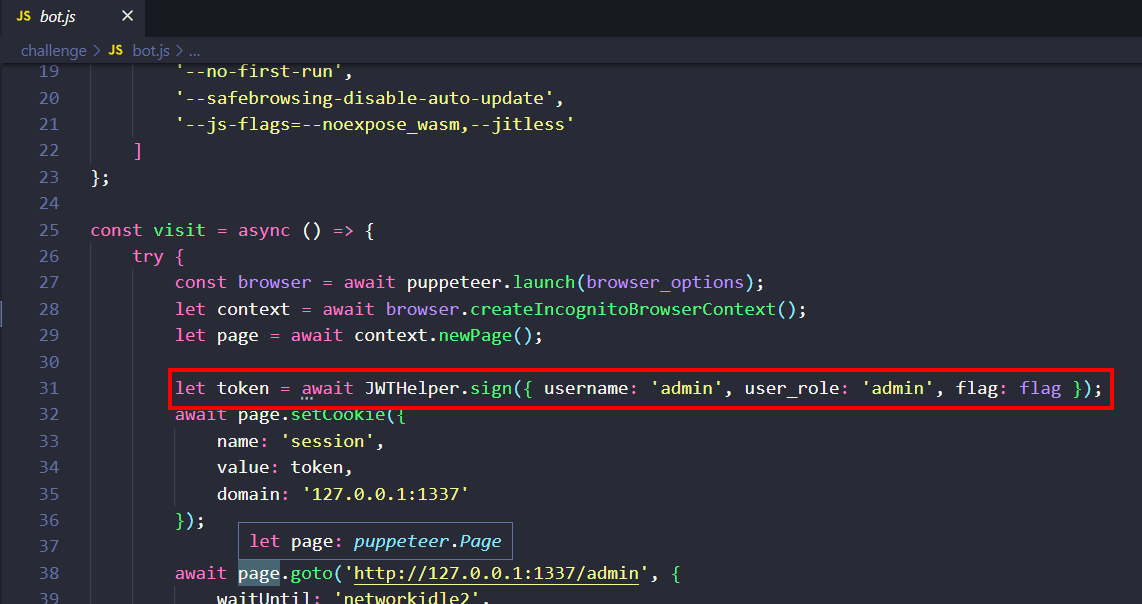 JS bot.js ×
challenge > JS bot.js > ...
19 '--no-first-run',
20 '--safebrowsing-disable-auto-update',
21 '--js-flags=--noexpose_wasm,--jitless'
22 ]
23 };
24
25 const visit = async () => {
26 try {
27 const browser = await puppeteer.launch(browser_options);
28 let context = await browser.createIncognitoBrowserContext();
29 let page = await context.newPage();
30
31 let token = await JWTHelper.sign({ username: 'admin', user_role: 'admin', flag: flag });
32 await page.setCookie({
33 name: 'session',
34 value: token,
35 domain: '127.0.0.1:1337'
36 });
37 let page: puppeteer.Page
38 await page.goto('http://127.0.0.1:1337/admin', {
39 waitUntil: 'networkidle2',